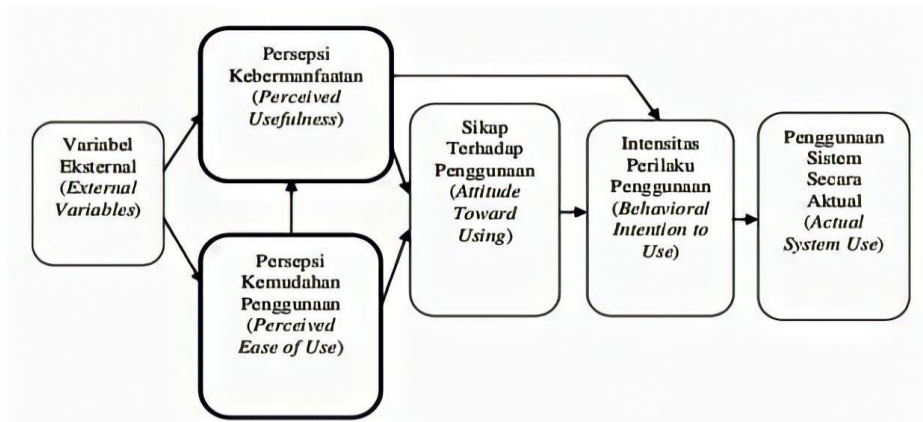 Variabel
Eksternal
(External
Variables)
Persepsi
Kebermanfaatan
(Perceived
Usefulness)
Persepsi
Kemudahan
Penggunaan
(Perceived
Ease of Use)
Sikap
Terhadap
Penggunaan
(Attitude
Toward
Using)
Intensitas
Perilaku
Penggunaan
(Behavioral
Intention to
Use)
Penggunaan
Sistem
Secara
Aktual
(Actual
System Use)